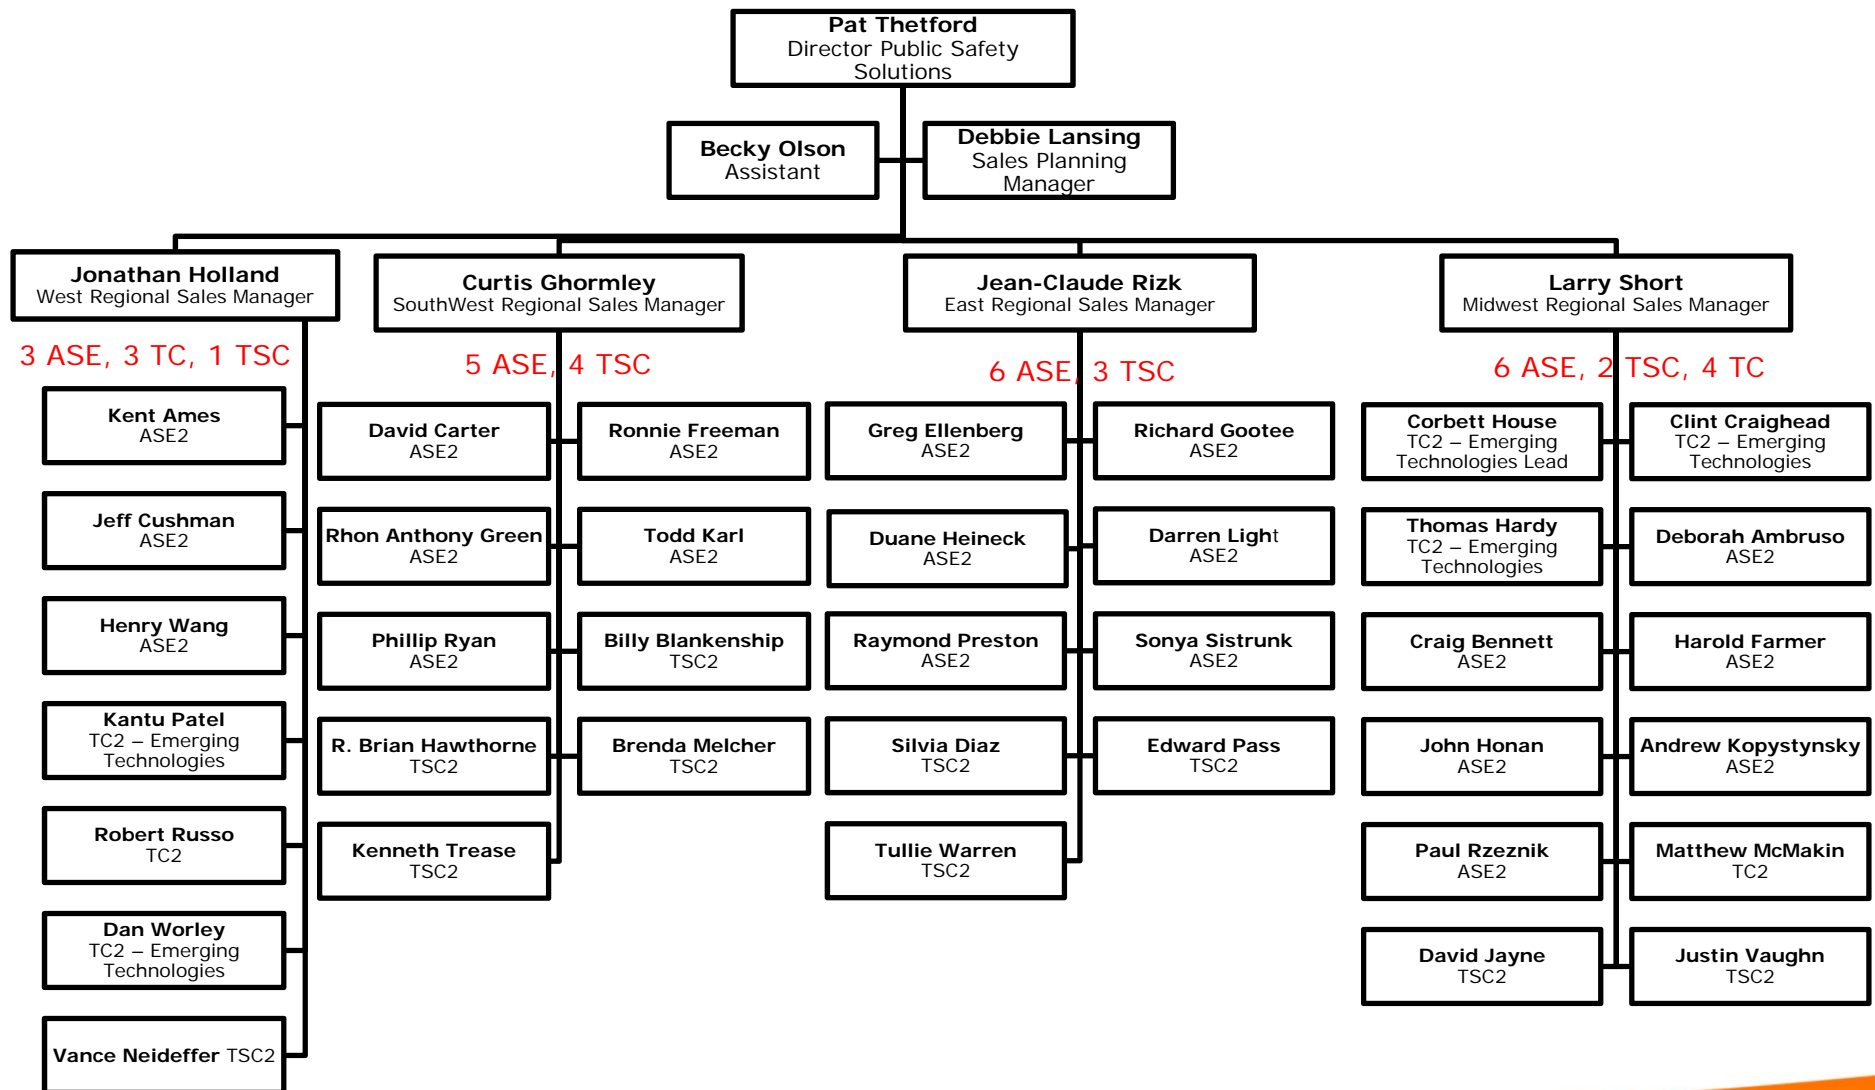 Pat Thetford
Director Public Safety
Solutions
Becky Olson
Assistant
Debbie Lansing
Sales Planning
Manager
Jonathan Holland
West Regional Sales Manager
3 ASE, 3 TC, 1 TSC
Kent Ames
ASE2
Jeff Cushman
ASE2
Henry Wang
ASE2
Kantu Patel
TC2 – Emerging
Technologies
Robert Russo
TC2
Dan Worley
TC2 – Emerging
Technologies
Vance Neideffer TSC2
Curtis Ghormley
SouthWest Regional Sales Manager
5 ASE, 4 TSC
David Carter
ASE2
Ronnie Freeman
ASE2
Rhon Anthony Green
ASE2
Todd Karl
ASE2
Phillip Ryan
ASE2
Billy Blankenship
TSC2
R. Brian Hawthorne
TSC2
Brenda Melcher
TSC2
Kenneth Trease
TSC2
Jean-Claude Rizk
East Regional Sales Manager
6 ASE, 3 TSC
Greg Ellenberg
ASE2
Richard Gootee
ASE2
Duane Heineck
ASE2
Darren Light
ASE2
Raymond Preston
ASE2
Sonya Sistrunk
ASE2
Silvia Diaz
TSC2
Edward Pass
TSC2
Tullie Warren
TSC2
Larry Short
Midwest Regional Sales Manager
6 ASE, 2 TSC, 4 TC
Corbett House
TC2 – Emerging
Technologies Lead
Clint Craighead
TC2 – Emerging
Technologies
Thomas Hardy
TC2 – Emerging
Technologies
Deborah Ambruso
ASE2
Craig Bennett
ASE2
Harold Farmer
ASE2
John Honan
ASE2
Andrew Kopystynsky
ASE2
Paul Rzeznik
ASE2
Matthew McMakin
TC2
David Jayne
TSC2
Justin Vaughn
TSC2